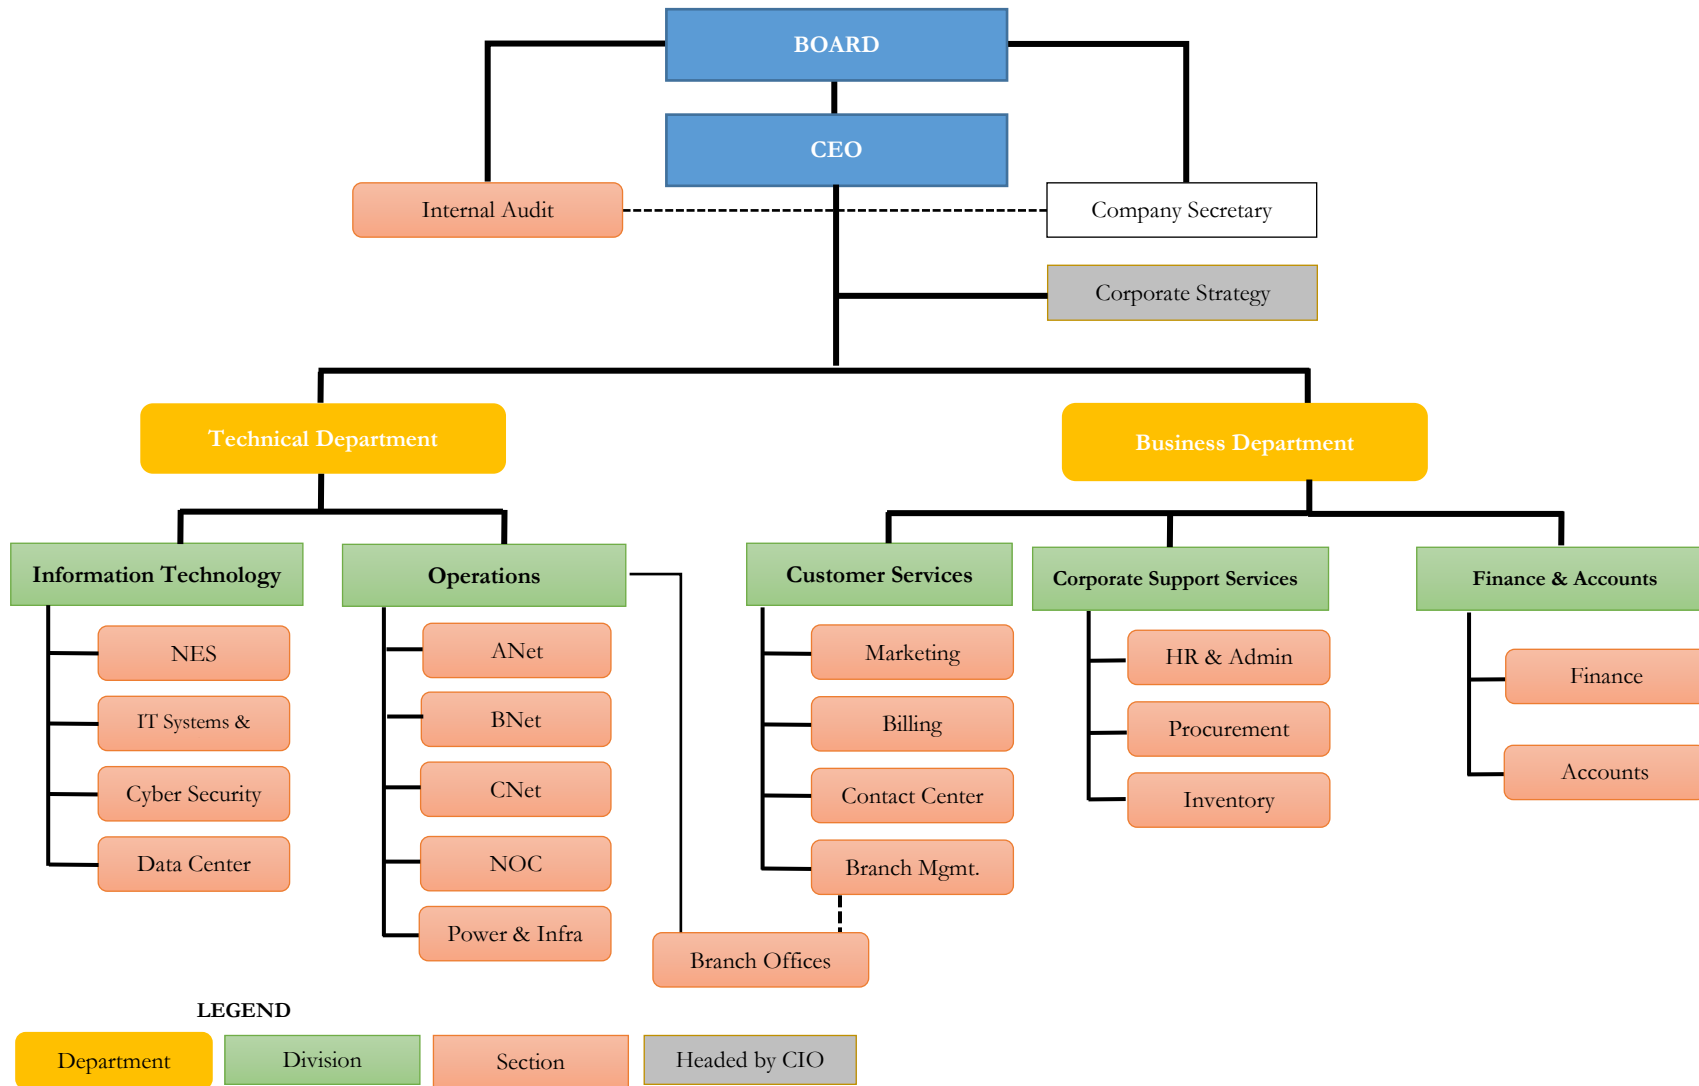 BOARD
CEO
Internal Audit
Company Secretary
Corporate Strategy
Technical Department
Business Department
Information Technology
Operations
Customer Services
Corporate Support Services
Finance & Accounts
NES
IT Systems &
Cyber Security
Data Center
ANet
BNet
CNet
NOC
Power & Infra
Marketing
Billing
Contact Center
Branch Mgmt.
Branch Offices
HR & Admin
Procurement
Inventory
Finance
Accounts
LEGEND
Department
Division
Section
Headed by CIO